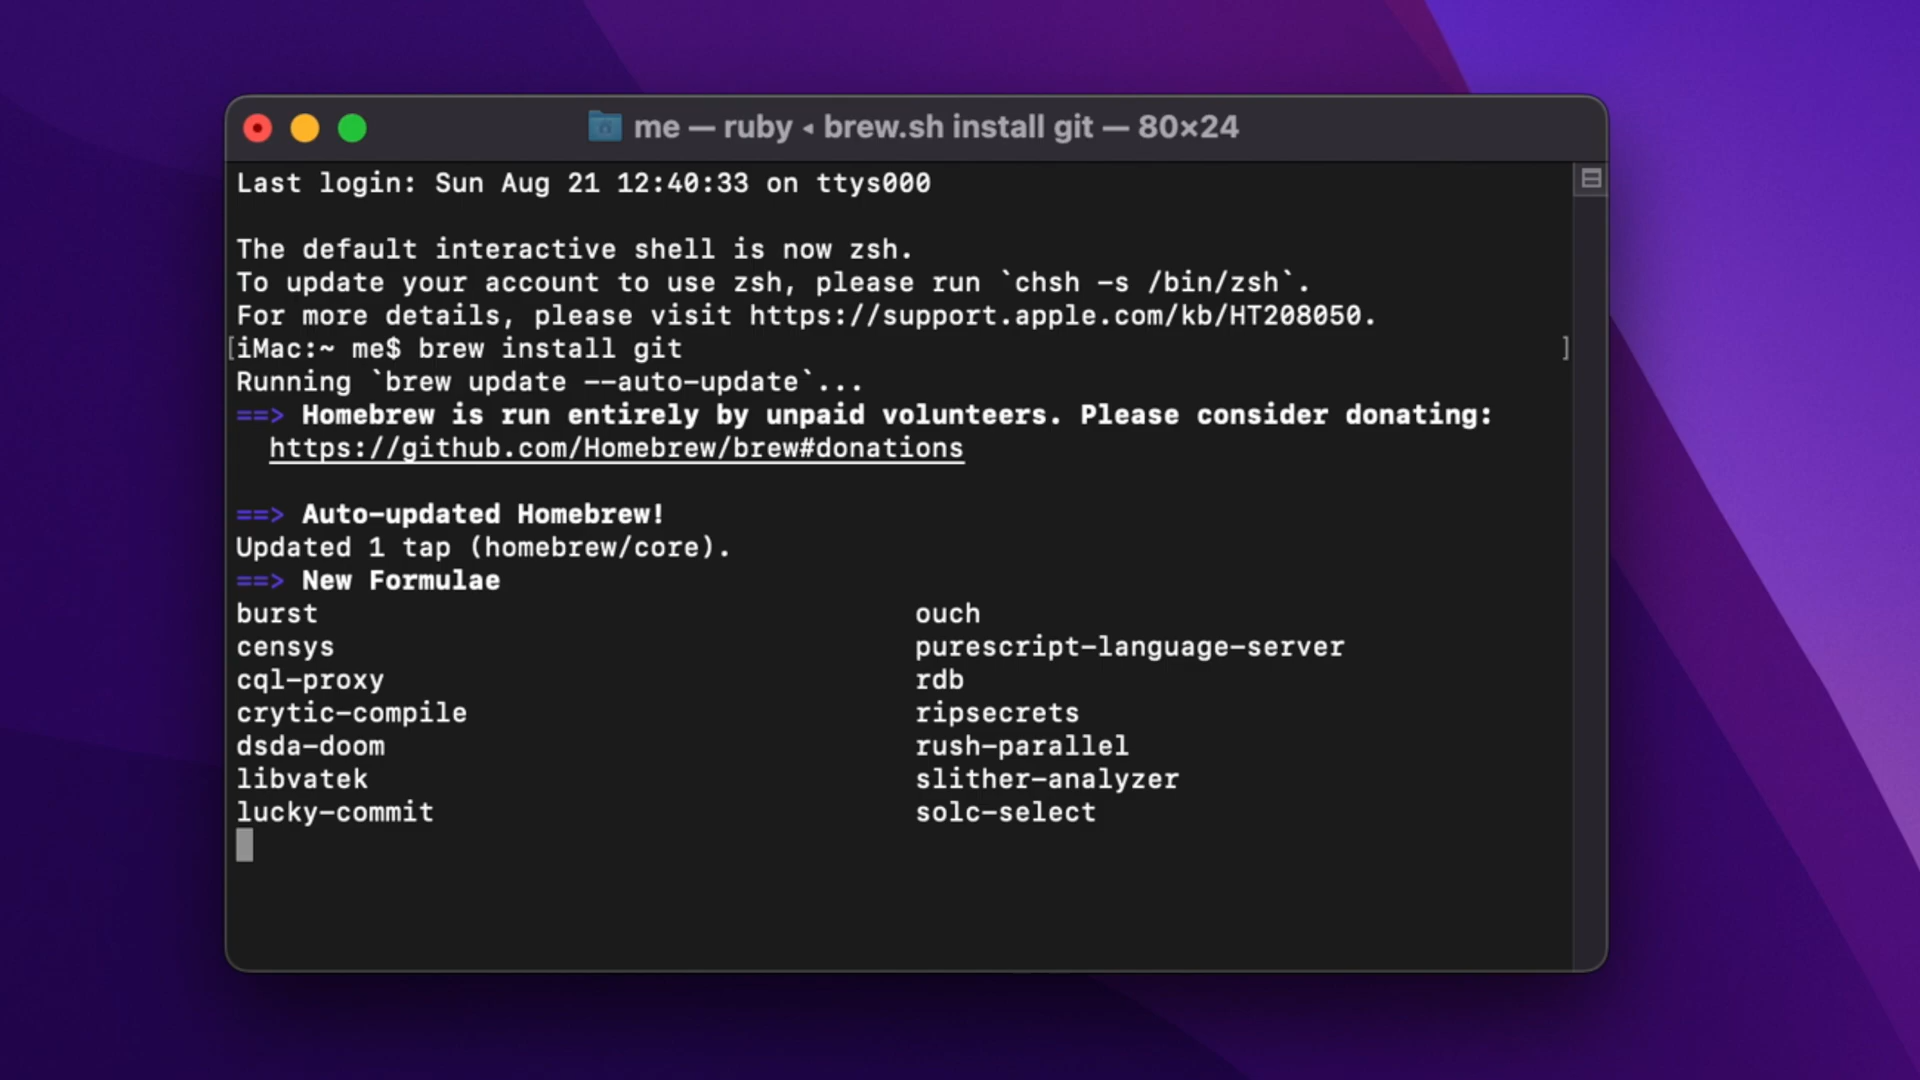 me — ruby ◂ brew.sh install git — 80×24
Last login: Sun Aug 21 12:40:33 on ttys000
The default interactive shell is now zsh.
To update your account to use zsh, please run `chsh -s /bin/zsh`.
For more details, please visit https://support.apple.com/kb/HT208050.
[iMac:~ me$ brew install git ]
Running `brew update --auto-update`...
==> Homebrew is run entirely by unpaid volunteers. Please consider donating:
https://github.com/Homebrew/brew#donations
==> Auto-updated Homebrew!
Updated 1 tap (homebrew/core).
==> New Formulae
burst ouch
censys purescript-language-server
cql-proxy rdb
crytic-compile ripsecrets
dsda-doom rush-parallel
libvatek slither-analyzer
lucky-commit solc-select